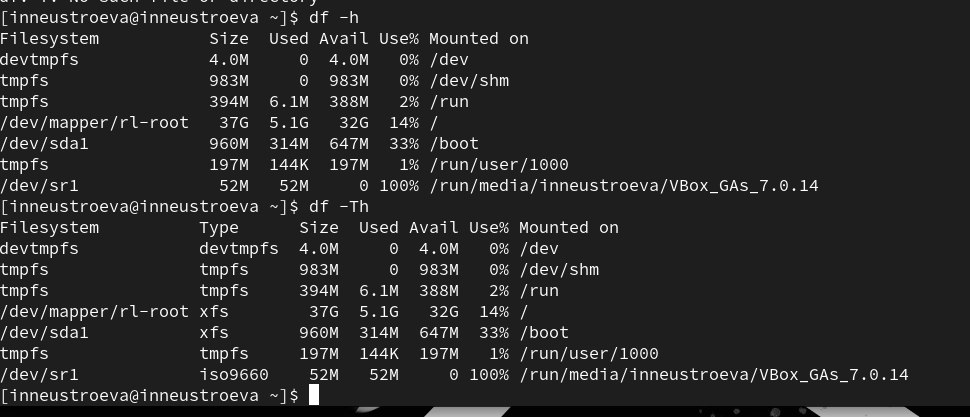 df: T: No such file or directory
[inneustroeva@inneustroeva ~]$ df -h
Filesystem           Size  Used Avail Use% Mounted on
devtmpfs             4.0M     0  4.0M   0% /dev
tmpfs                983M     0  983M   0% /dev/shm
tmpfs                394M  6.1M  388M   2% /run
/dev/mapper/rl-root   37G  5.1G   32G  14% /
/dev/sda1            960M  314M  647M  33% /boot
tmpfs                197M  144K  197M   1% /run/user/1000
/dev/sr1              52M   52M     0 100% /run/media/inneustroeva/VBox_GAs_7.0.14
[inneustroeva@inneustroeva ~]$ df -Th
Filesystem          Type      Size  Used Avail Use% Mounted on
devtmpfs            devtmpfs  4.0M     0  4.0M   0% /dev
tmpfs               tmpfs     983M     0  983M   0% /dev/shm
tmpfs               tmpfs     394M  6.1M  388M   2% /run
/dev/mapper/rl-root xfs        37G  5.1G   32G  14% /
/dev/sda1           xfs       960M  314M  647M  33% /boot
tmpfs               tmpfs     197M  144K  197M   1% /run/user/1000
/dev/sr1            iso9660    52M   52M     0 100% /run/media/inneustroeva/VBox_GAs_7.0.14
[inneustroeva@inneustroeva ~]$